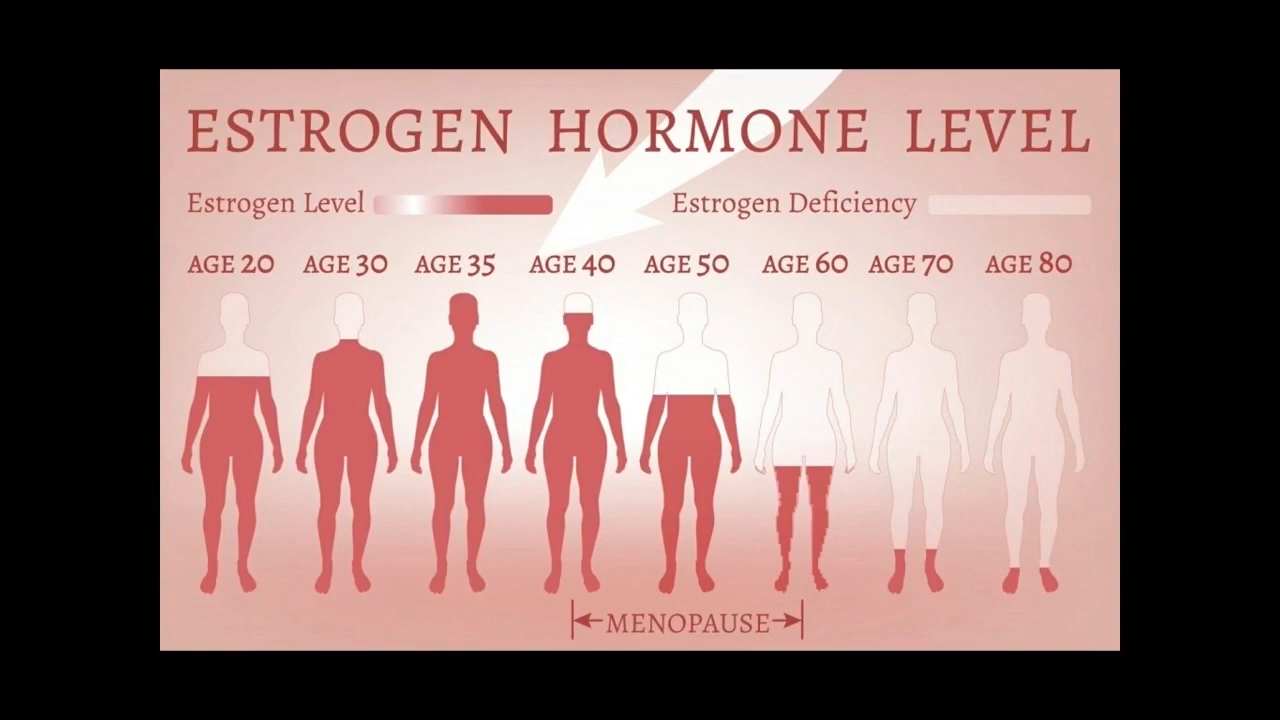 ESTROGEN HORMONE LEVEL
Estrogen Level Estrogen Deficiency
AGE 20 AGE 30 AGE 35 AGE 40 AGE 50 AGE 60 AGE 70 AGE 80
MENOPAUSE